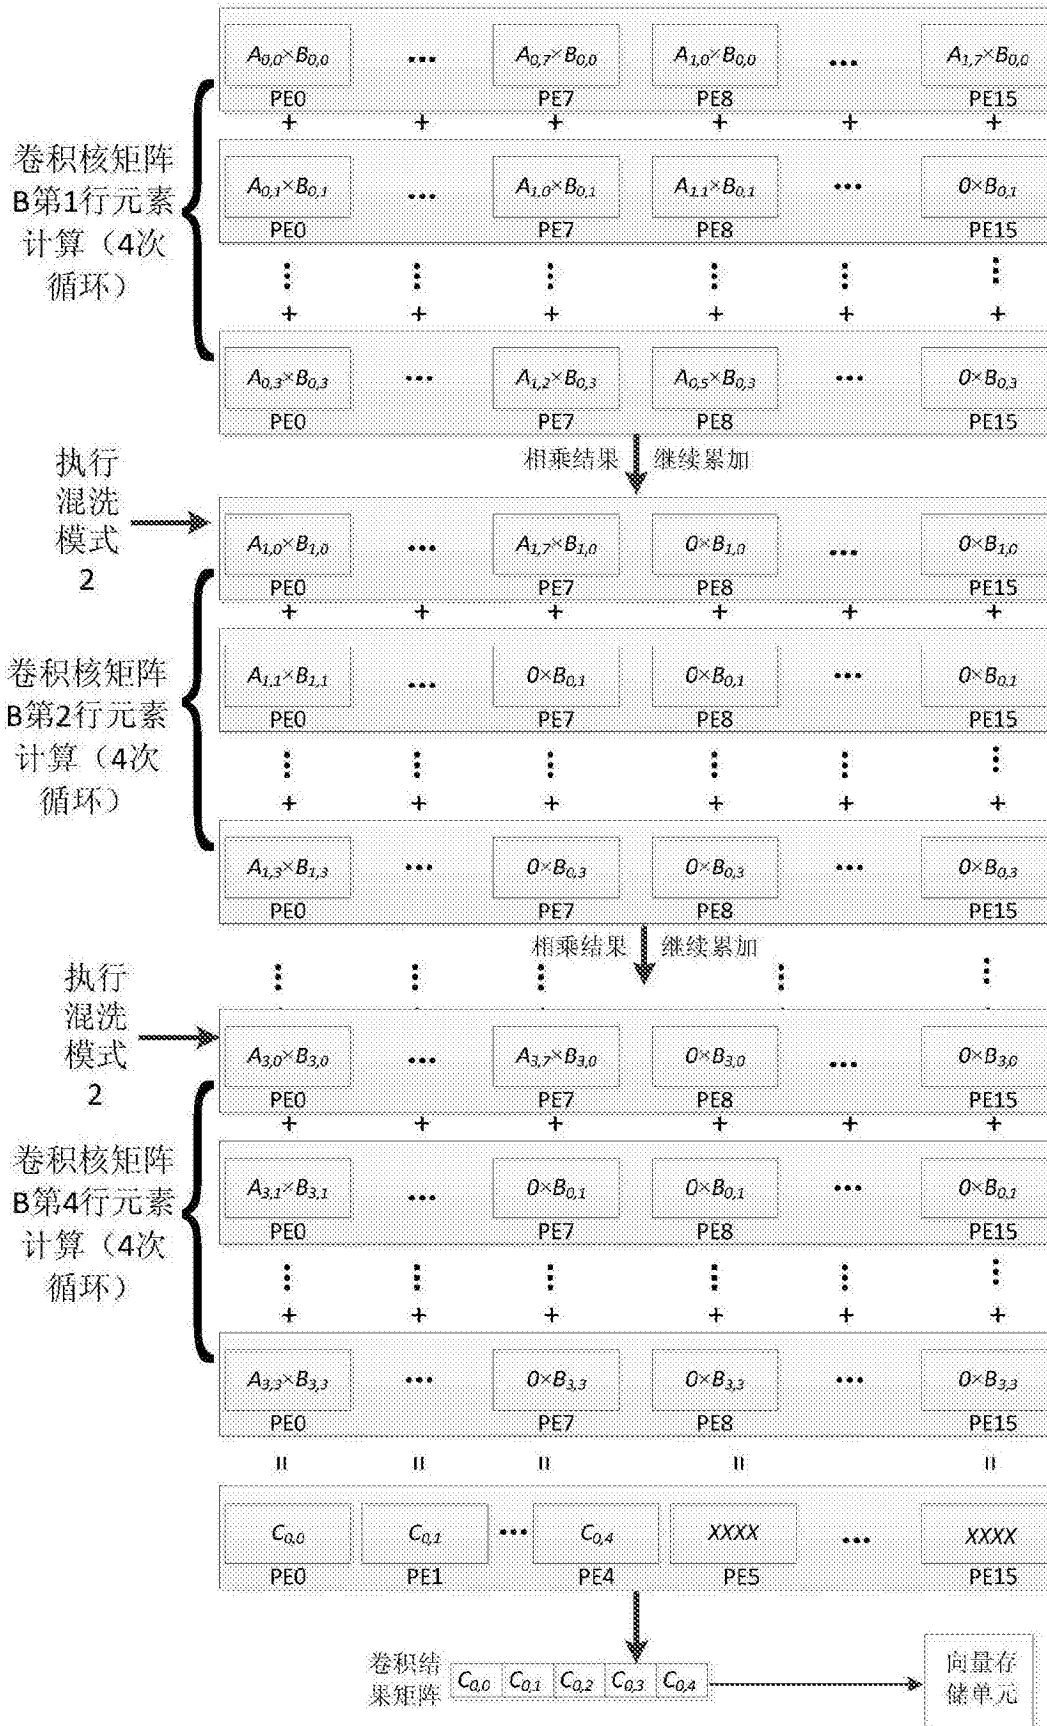 A0,0×B0,0 ... A0,7×B0,0 A1,0×B0,0 ... A1,7×B0,0
PE0 PE7 PE8 PE15
+ + + + + +
卷积核矩阵
B第1行元素
计算（4次
循环）
A0,1×B0,1 ... A1,0×B0,1 A1,1×B0,1 ... 0×B0,1
PE0 PE7 PE8 PE15
+ + + + + +
A0,3×B0,3 ... A1,2×B0,3 A0,5×B0,3 ... 0×B0,3
PE0 PE7 PE8 PE15
相乘结果 继续累加
执行
混洗
模式
2
A1,0×B1,0 ... A1,7×B1,0 0×B1,0 ... 0×B1,0
PE0 PE7 PE8 PE15
+ + + + + +
卷积核矩阵
B第2行元素
计算（4次
循环）
A1,1×B1,1 ... 0×B0,1 0×B0,1 ... 0×B0,1
PE0 PE7 PE8 PE15
+ + + + + +
A1,3×B1,3 ... 0×B0,3 0×B0,3 ... 0×B0,3
PE0 PE7 PE8 PE15
相乘结果 继续累加
执行
混洗
模式
2
A3,0×B3,0 ... A3,7×B3,0 0×B3,0 ... 0×B3,0
PE0 PE7 PE8 PE15
+ + + + + +
卷积核矩阵
B第4行元素
计算（4次
循环）
A3,1×B3,1 ... 0×B0,1 0×B0,1 ... 0×B0,1
PE0 PE7 PE8 PE15
+ + + + + +
A3,3×B3,3 ... 0×B3,3 0×B3,3 ... 0×B3,3
PE0 PE7 PE8 PE15
= = = = =
C0,0 C0,1 ... C0,4 XXXX ... XXXX
PE0 PE1 PE4 PE5 PE15
卷积结
果矩阵
C0,0 C0,1 C0,2 C0,3 C0,4
向量存
储单元